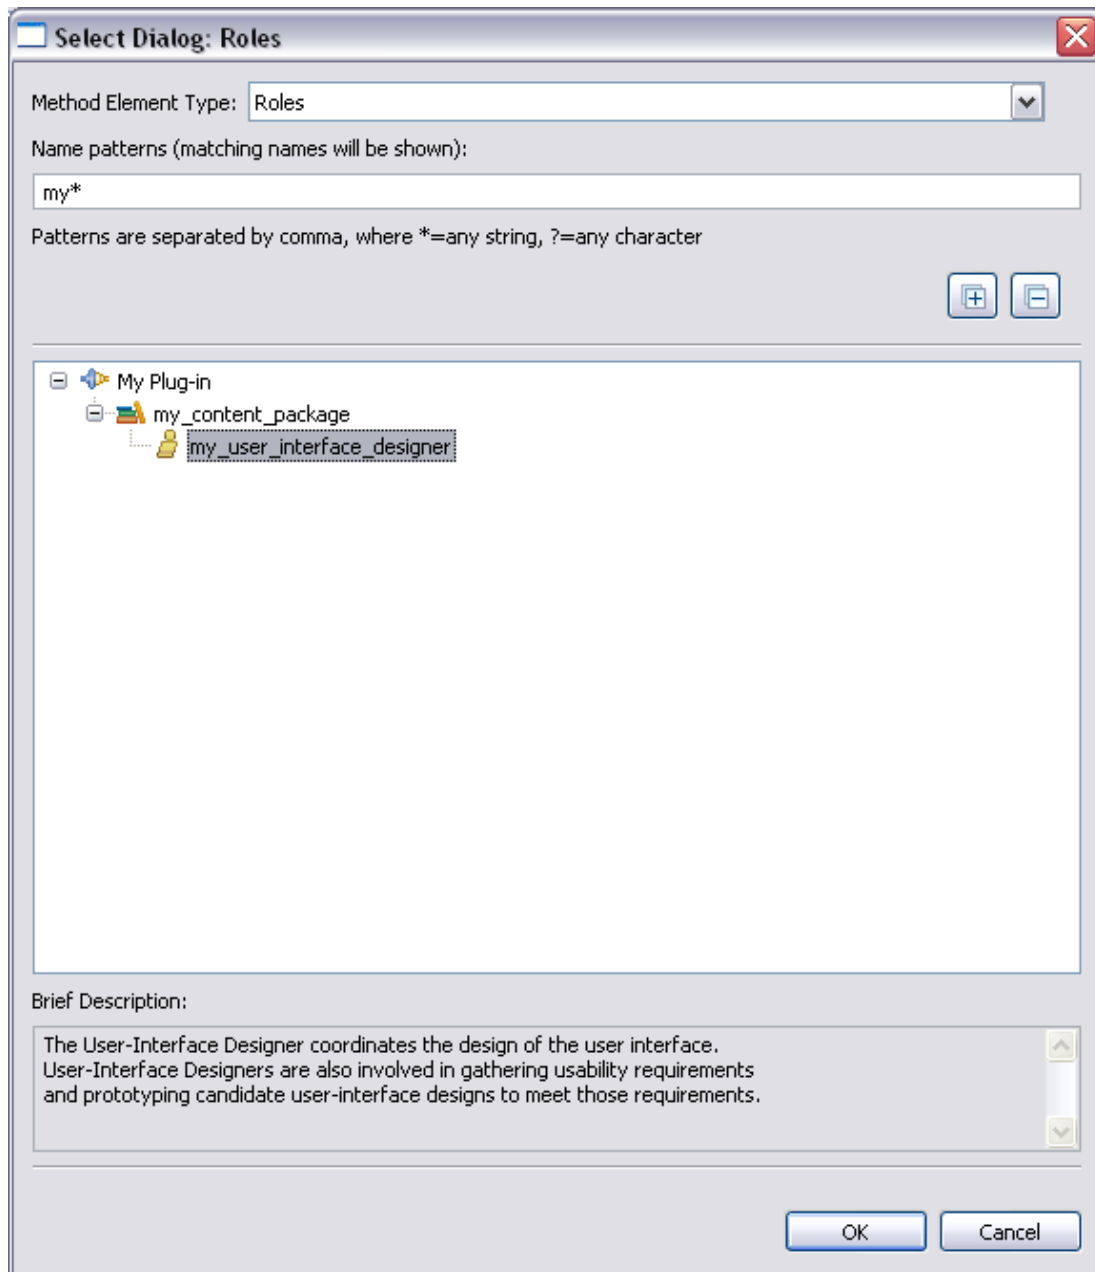 Select Dialog: Roles
Method Element Type: Roles
Name patterns (matching names will be shown):
my*
Patterns are separated by comma, where *=any string, ?=any character
My Plug-in
my_content_package
my_user_interface_designer
Brief Description:
The User-Interface Designer coordinates the design of the user interface.
User-Interface Designers are also involved in gathering usability requirements
and prototyping candidate user-interface designs to meet those requirements.
OK Cancel